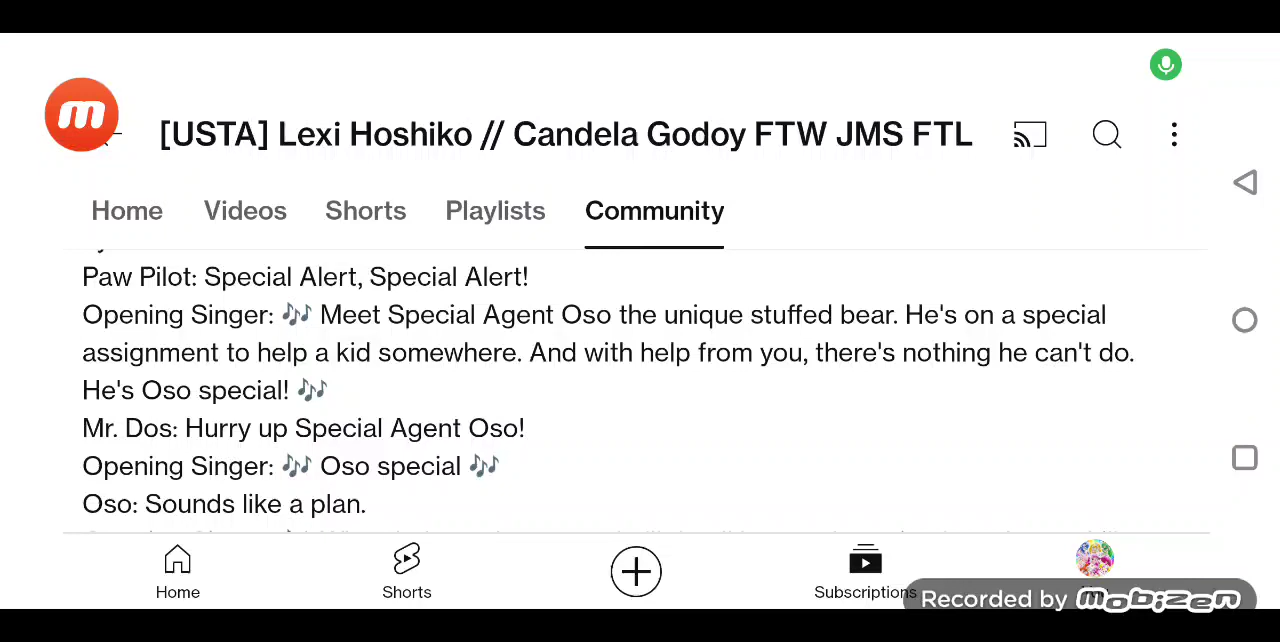 [USTA] Lexi Hoshiko // Candela Godoy FTW JMS FTL
Home Videos Shorts Playlists Community
Paw Pilot: Special Alert, Special Alert!
Opening Singer: 🎶 Meet Special Agent Oso the unique stuffed bear. He's on a special
assignment to help a kid somewhere. And with help from you, there's nothing he can't do.
He's Oso special! 🎶
Mr. Dos: Hurry up Special Agent Oso!
Opening Singer: 🎶 Oso special 🎶
Oso: Sounds like a plan.
Home Shorts Subscriptions
Recorded by mobizen